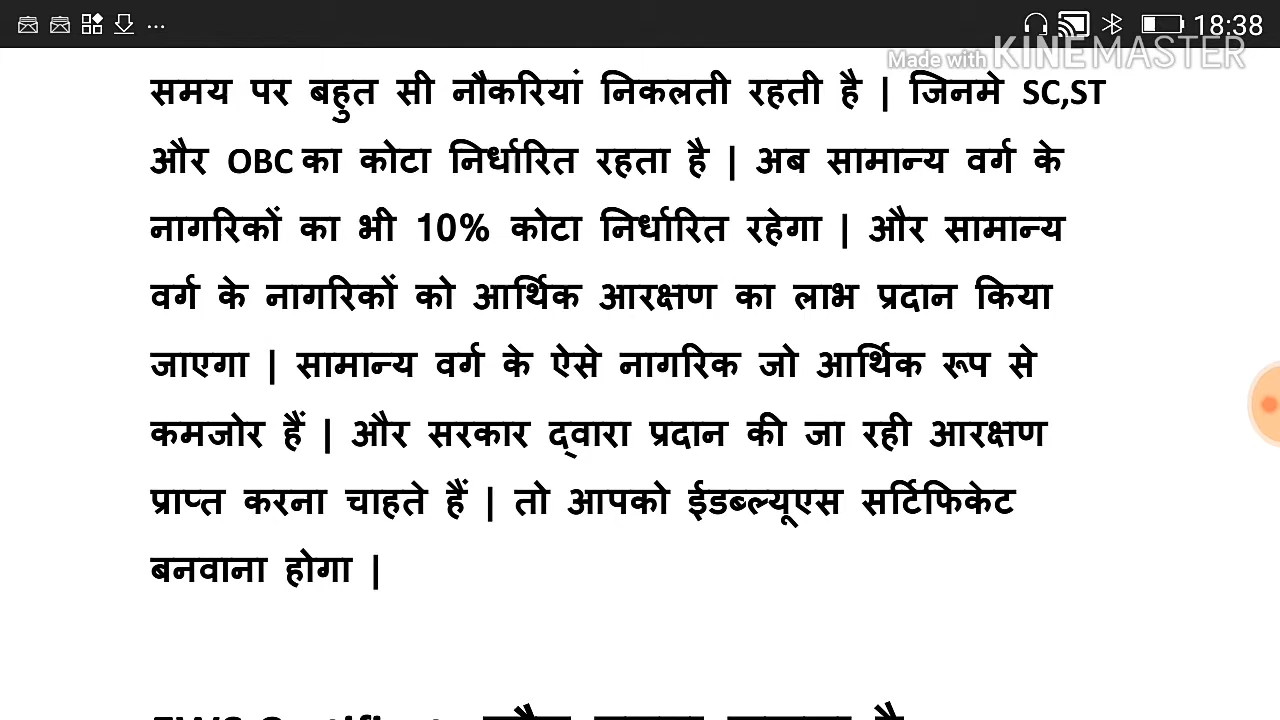 18:38
Made with KINEMASTER
समय पर बहुत सी नौकरियां निकलती रहती है | जिनमे SC,ST
और OBC का कोटा निर्धारित रहता है | अब सामान्य वर्ग के
नागरिकों का भी 10% कोटा निर्धारित रहेगा | और सामान्य
वर्ग के नागरिकों को आर्थिक आरक्षण का लाभ प्रदान किया
जाएगा | सामान्य वर्ग के ऐसे नागरिक जो आर्थिक रूप से
कमजोर हैं | और सरकार द्वारा प्रदान की जा रही आरक्षण
प्राप्त करना चाहते हैं | तो आपको ईडब्ल्यूएस सर्टिफिकेट
बनवाना होगा |